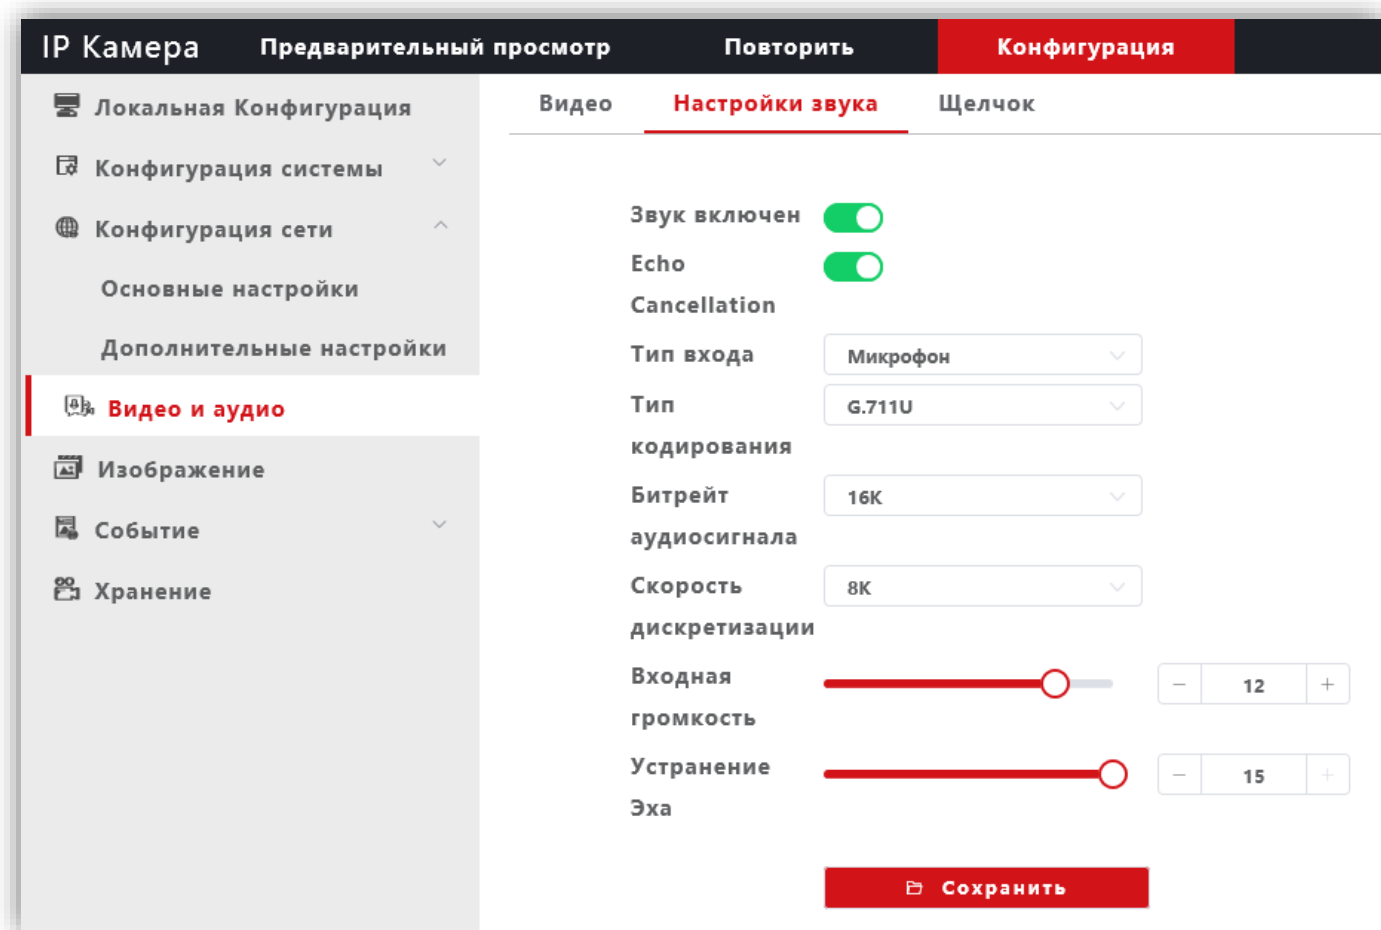 IP Камера Предварительный просмотр Повторить Конфигурация
Локальная Конфигурация
Конфигурация системы
Конфигурация сети
Основные настройки
Дополнительные настройки
Видео и аудио
Изображение
Событие
Хранение
Видео Настройки звука Щелчок
Звук включен
Echo
Cancellation
Тип входа Микрофон
Тип G.711U
кодирования
Битрейт 16K
аудиосигнала
Скорость 8K
дискретизации
Входная − 12 +
громкость
Устранение − 15 +
Эха
Сохранить